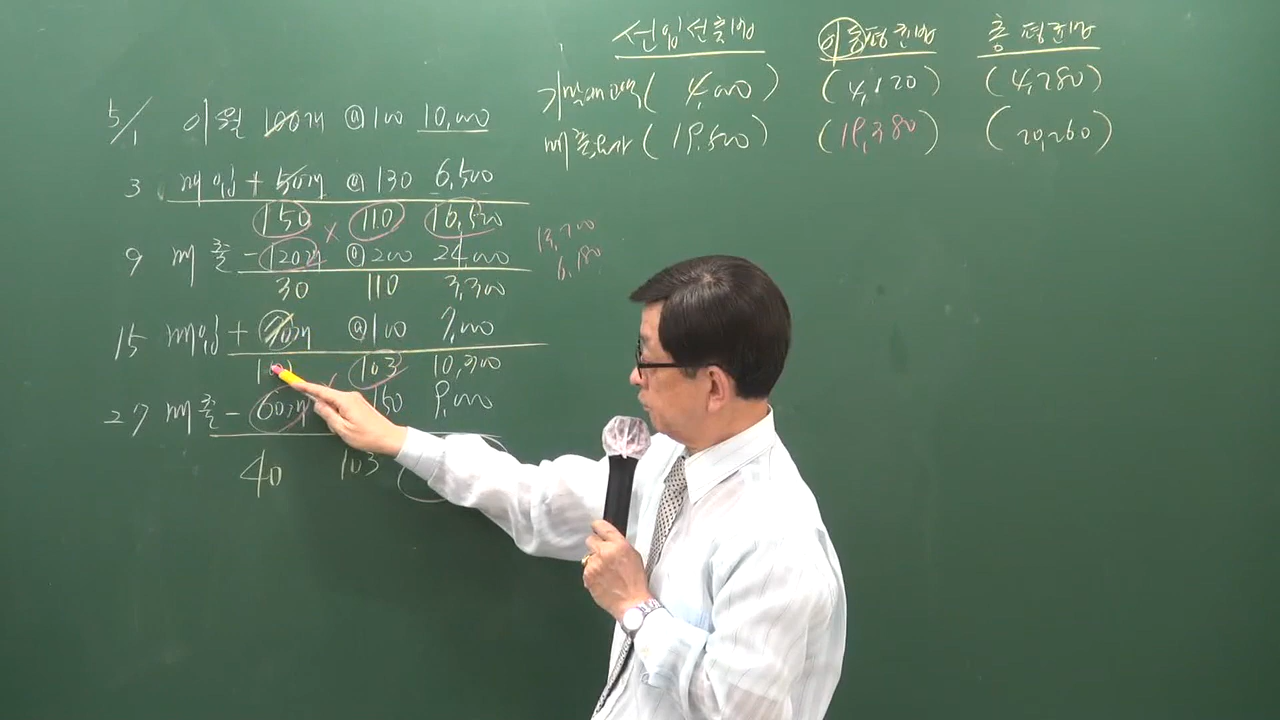 선입선출법 이동평균법 총평균법
기말재고액 ( 4,000 ) ( 4,120 ) ( 4,280 )
매출원가 ( 19,500 ) ( 19,380 ) ( 20,260 )
5/1 이월 100개 @100 10,000
3 매입 + 50개 @130 6,500
150 × 110 16,500
9 매출 - 120개 @200 24,000
13,200
6,180
30 110 3,300
15 매입 + 70개 @100 7,000
100 103 10,300
27 매출 - 60개 150 9,000
40 103